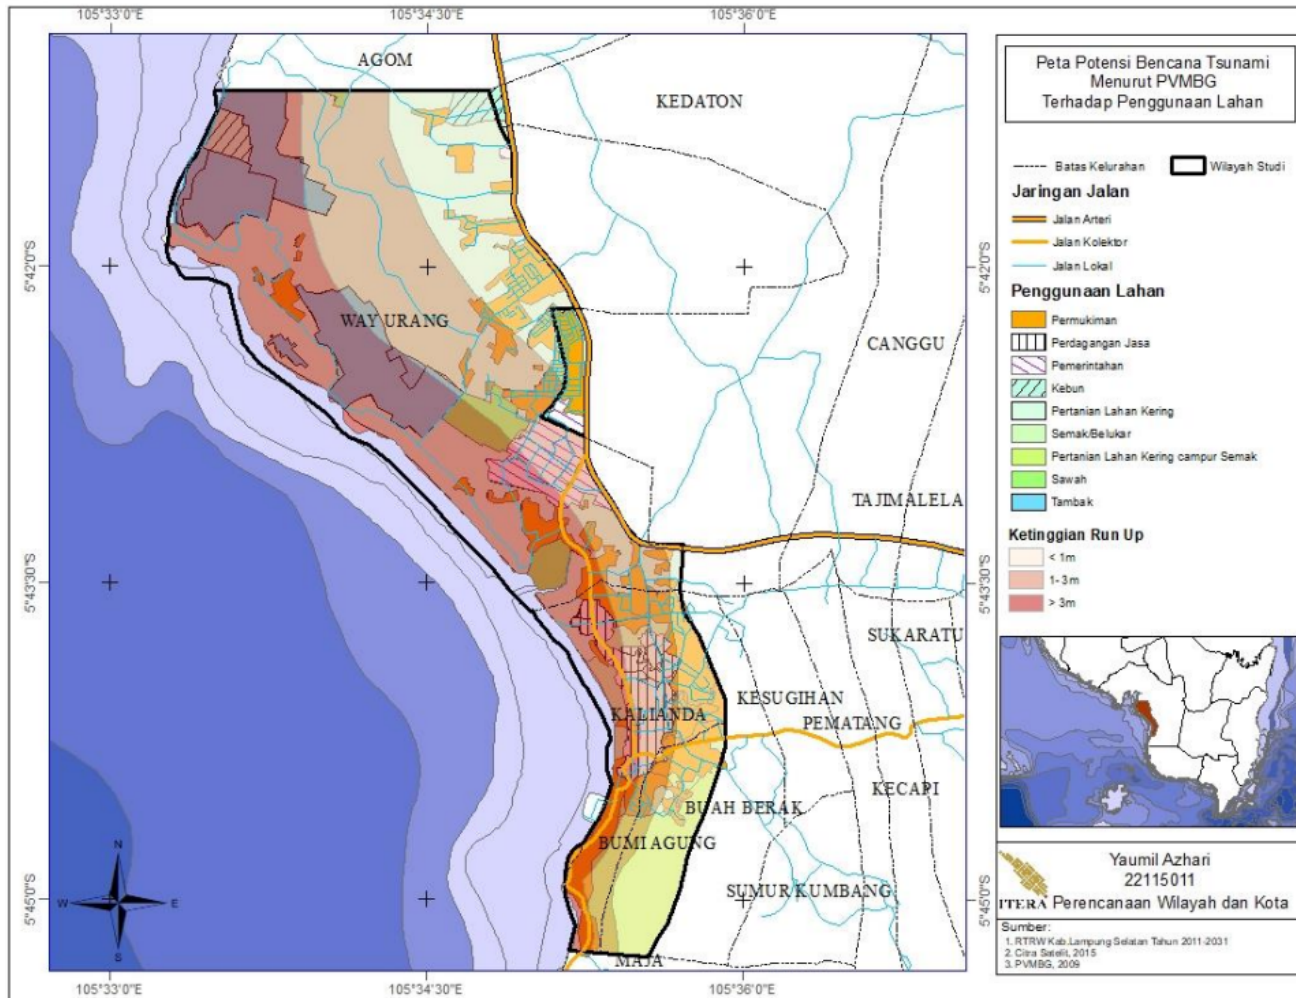 105°33'0"E
105°34'30"E
105°36'0"E
AGOM
KEDATON
5°42'0"S
5°42'0"S
WAY URANG
CANGGU
TAJIMALELA
5°43'30"S
5°43'30"S
SUKARATU
KESUGIHAN
KALIANDA
PEMATANG
KECAPI
BUAH BERAK
BUMI AGUNG
SUMUR KUMBANG
5°45'0"S
5°45'0"S
MAJA
N
W
E
S
105°33'0"E
105°34'30"E
105°36'0"E
Peta Potensi Bencana Tsunami
Menurut PVMBG
Terhadap Penggunaan Lahan
Batas Kelurahan
Wilayah Studi
Jaringan Jalan
Jalan Arteri
Jalan Kolektor
Jalan Lokal
Penggunaan Lahan
Permukiman
Perdagangan Jasa
Pemerintahan
Kebun
Pertanian Lahan Kering
Semak/Belukar
Pertanian Lahan Kering campur Semak
Sawah
Tambak
Ketinggian Run Up
< 1m
1- 3m
> 3m
Yaumil Azhari
22115011
ITERA Perencanaan Wilayah dan Kota
Sumber:
1. RTRW Kab.Lampung Selatan Tahun 2011-2031
2. Citra Satelit, 2015
3. PVMBG, 2009